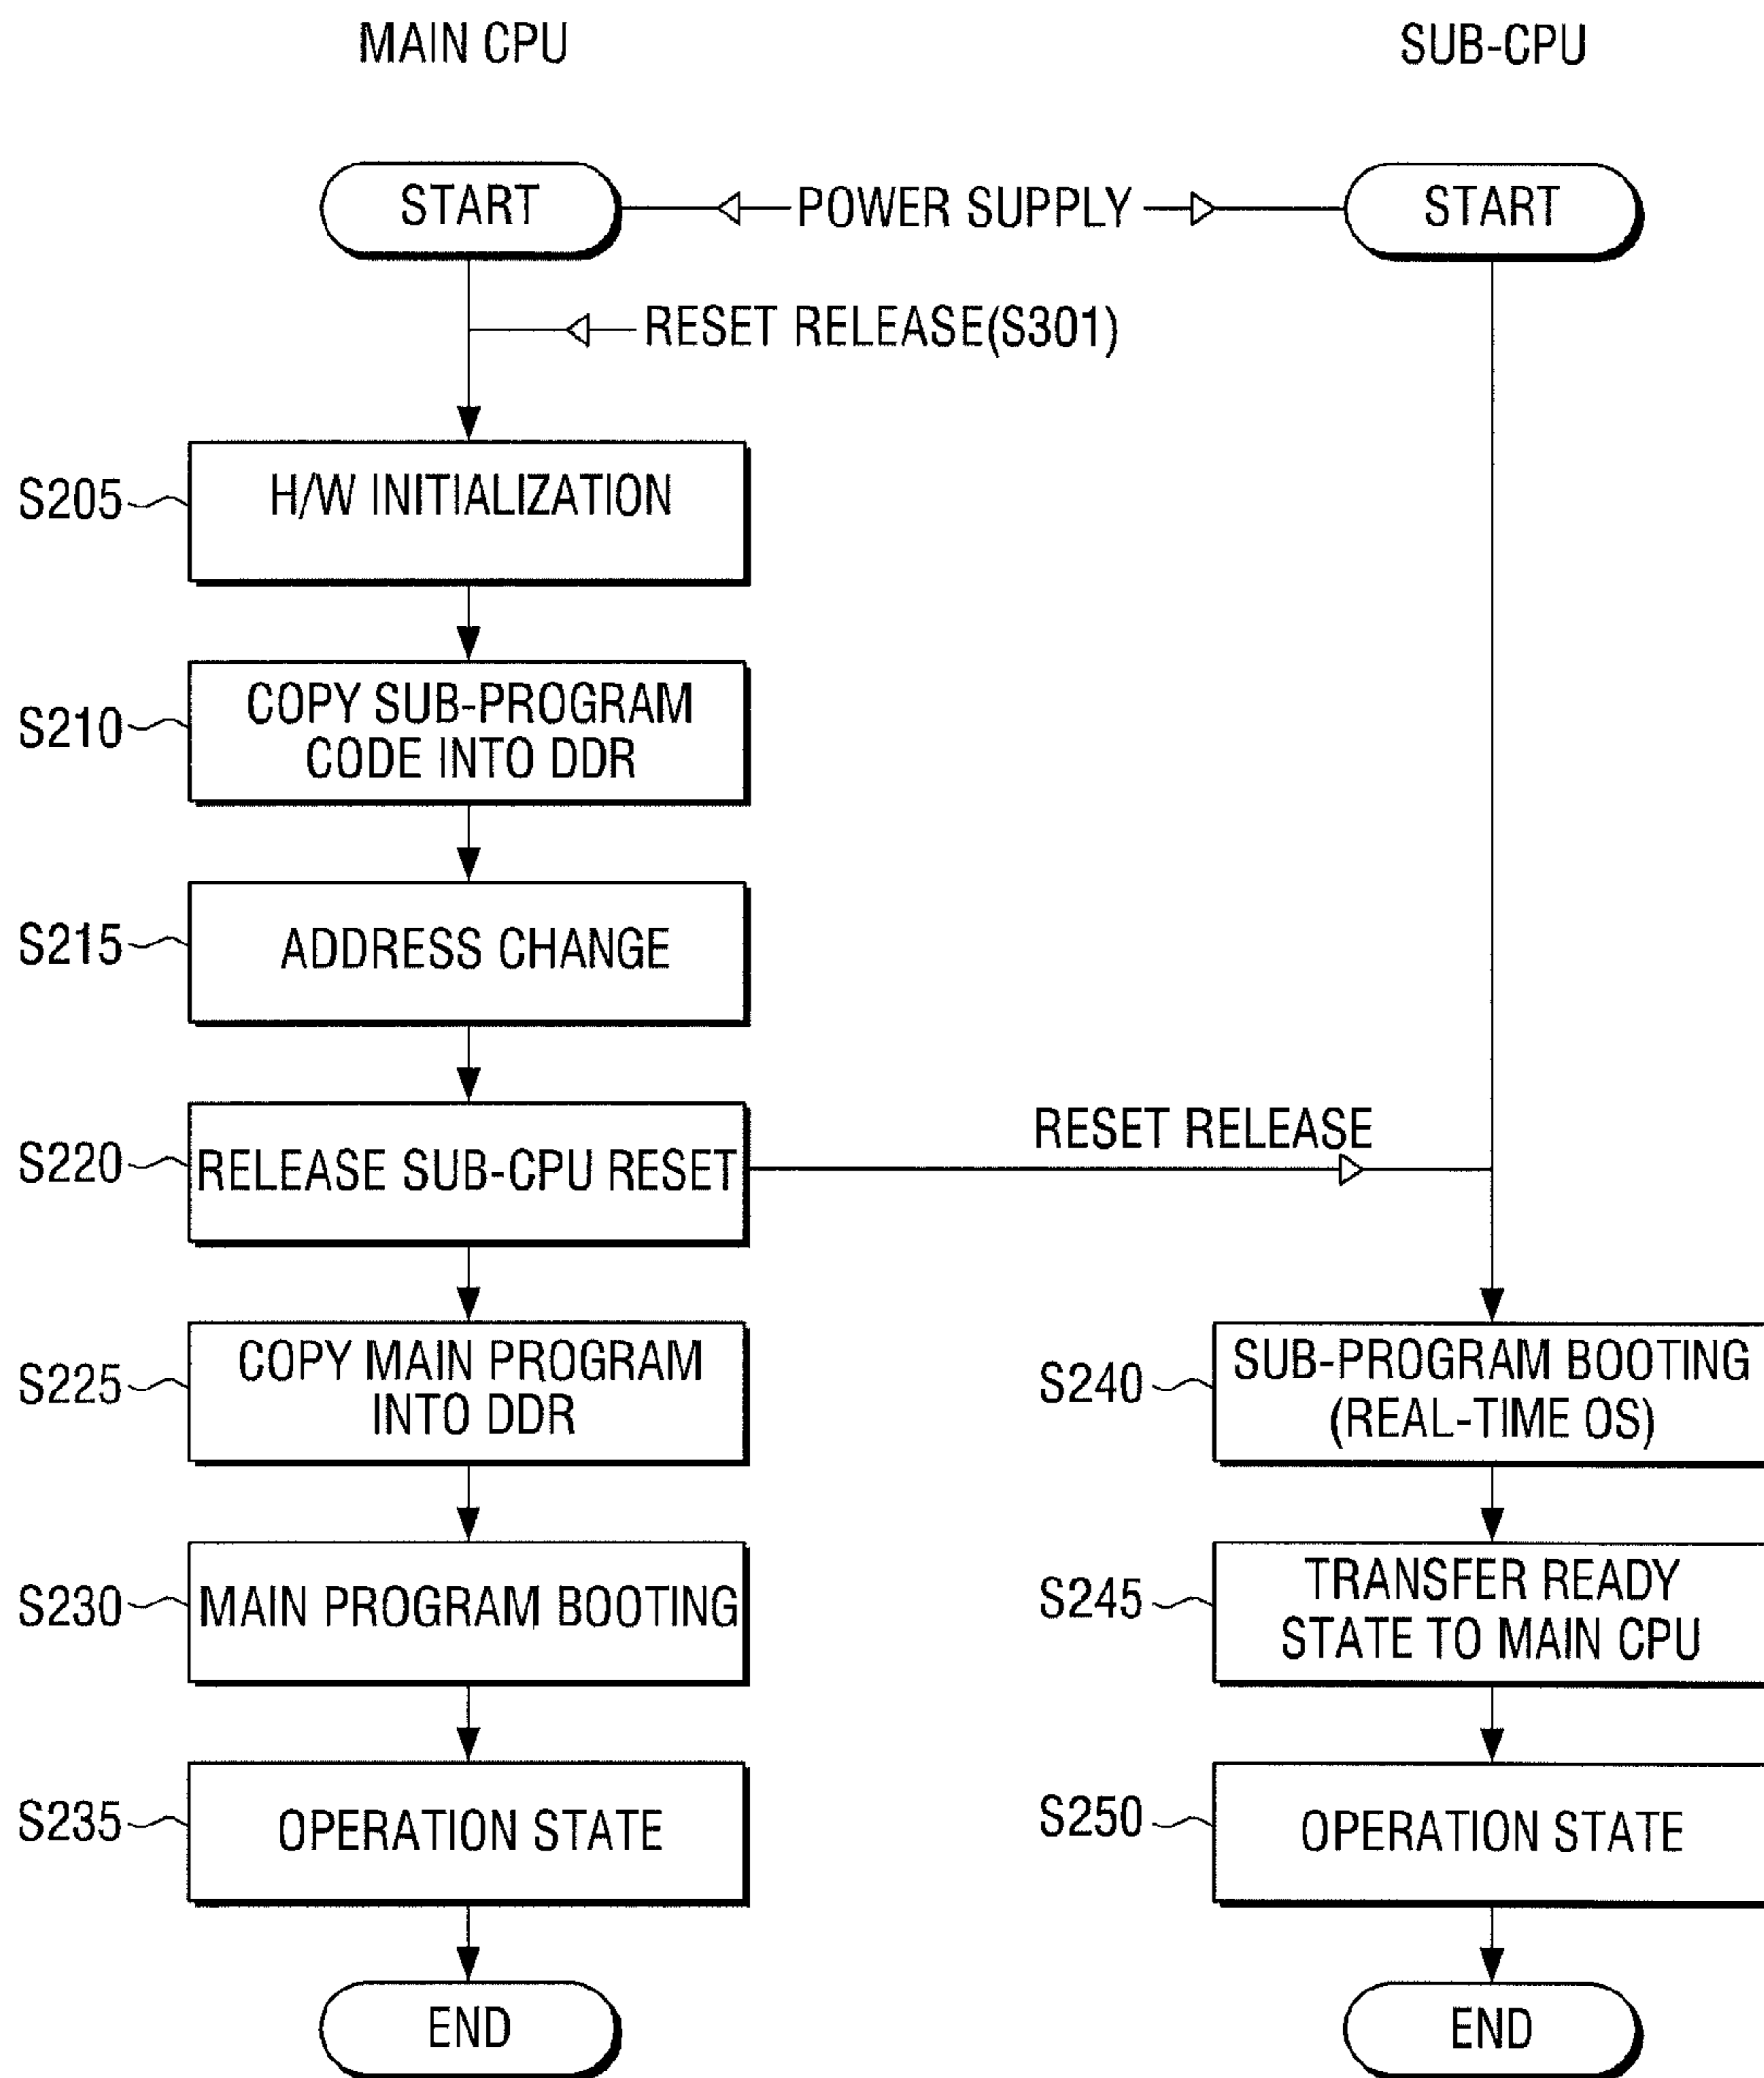 MAIN CPU
SUB-CPU
START
POWER SUPPLY
START
RESET RELEASE(S301)
S205
H/W INITIALIZATION
S210
COPY SUB-PROGRAM
CODE INTO DDR
S215
ADDRESS CHANGE
S220
RELEASE SUB-CPU RESET
RESET RELEASE
S225
COPY MAIN PROGRAM
INTO DDR
S240
SUB-PROGRAM BOOTING
(REAL-TIME OS)
S230
MAIN PROGRAM BOOTING
S245
TRANSFER READY
STATE TO MAIN CPU
S235
OPERATION STATE
S250
OPERATION STATE
END
END